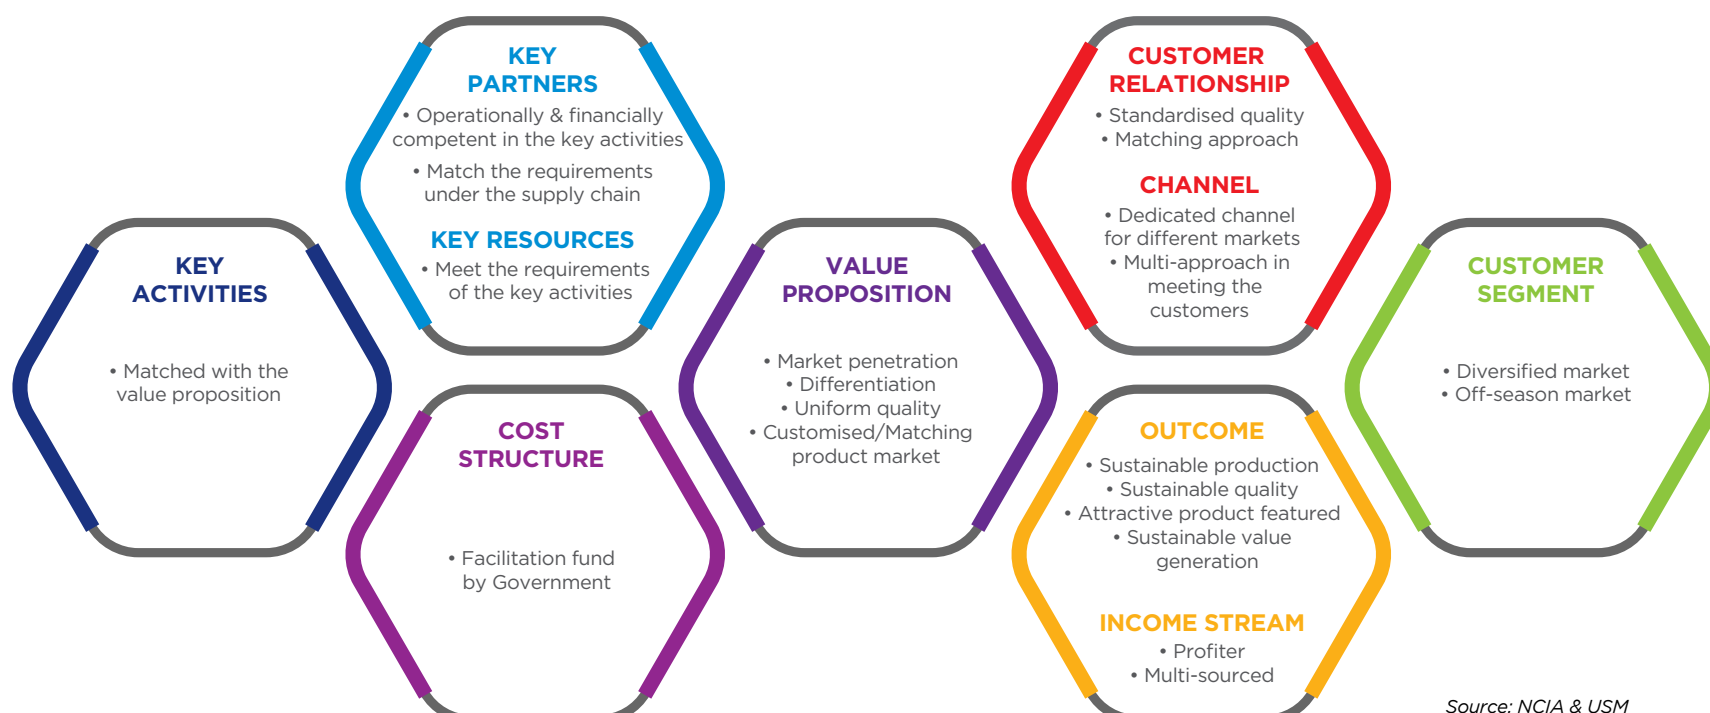 KEY
ACTIVITIES
• Matched with the
value proposition
KEY
PARTNERS
• Operationally & financially
competent in the key activities
• Match the requirements
under the supply chain
KEY RESOURCES
• Meet the requirements
of the key activities
COST
STRUCTURE
• Facilitation fund
by Government
VALUE
PROPOSITION
• Market penetration
• Differentiation
• Uniform quality
• Customised/Matching
product market
CUSTOMER
RELATIONSHIP
• Standardised quality
• Matching approach
CHANNEL
• Dedicated channel
for different markets
• Multi-approach in
meeting the
customers
OUTCOME
• Sustainable production
• Sustainable quality
• Attractive product featured
• Sustainable value
generation
INCOME STREAM
• Profiter
• Multi-sourced
CUSTOMER
SEGMENT
• Diversified market
• Off-season market
Source: NCIA & USM